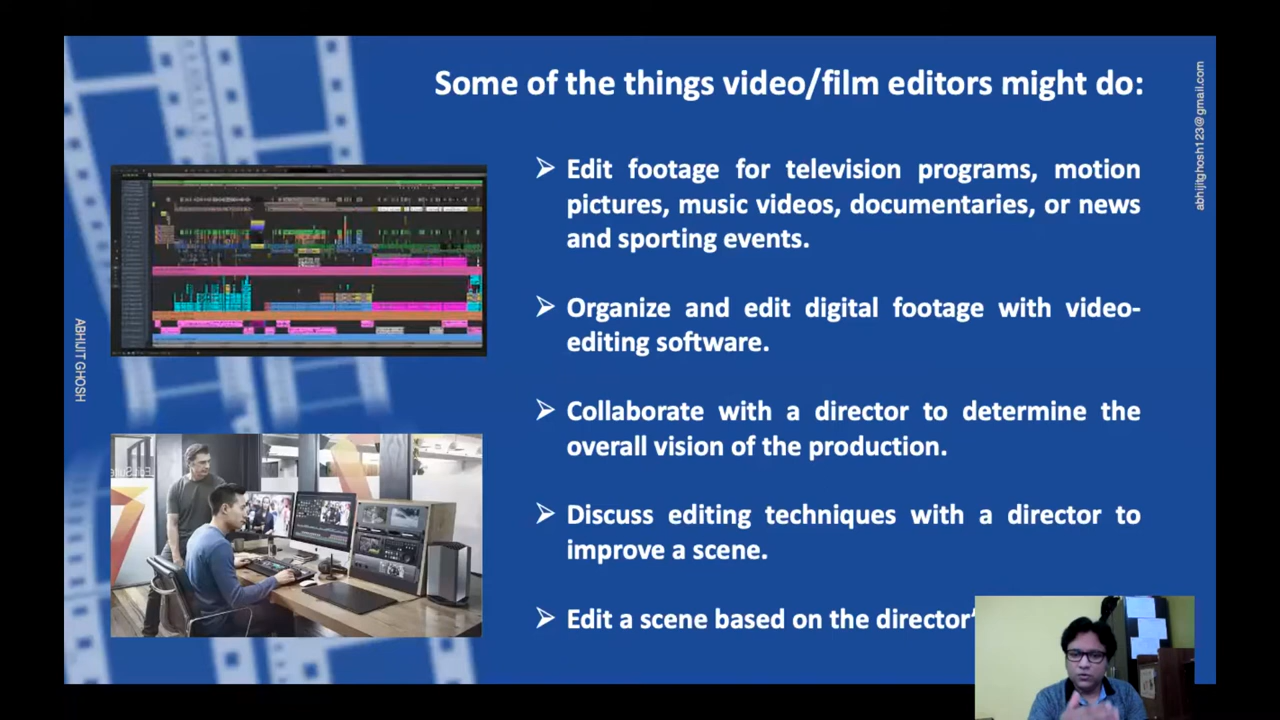 Some of the things video/film editors might do:
abhijitghosh123@gmail.com
➢ Edit footage for television programs, motion
pictures, music videos, documentaries, or news
and sporting events.
➢ Organize and edit digital footage with video-
editing software.
➢ Collaborate with a director to determine the
overall vision of the production.
➢ Discuss editing techniques with a director to
improve a scene.
➢ Edit a scene based on the director’
ABHIJIT GHOSH